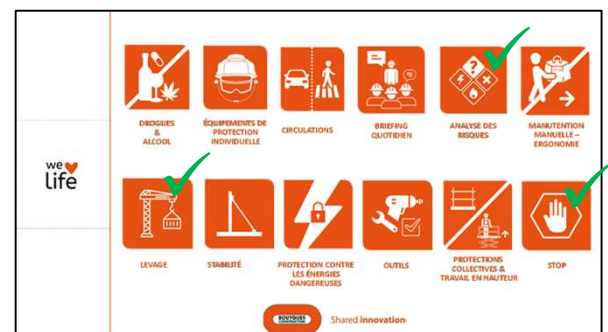 DROGUES
&
ALCOOL
ÉQUIPEMENTS DE
PROTECTION
INDIVIDUELLE
CIRCULATIONS
BRIEFING
QUOTIDIEN
ANALYSE DES
RISQUES
MANUTENTION
MANUELLE –
ERGONOMIE
we
life
LEVAGE
STABILITÉ
PROTECTION CONTRE
LES ÉNERGIES
DANGEREUSES
OUTILS
PROTECTIONS
COLLECTIVES &
TRAVAIL EN HAUTEUR
STOP
BOUYGUES
CONSTRUCTION
Shared innovation